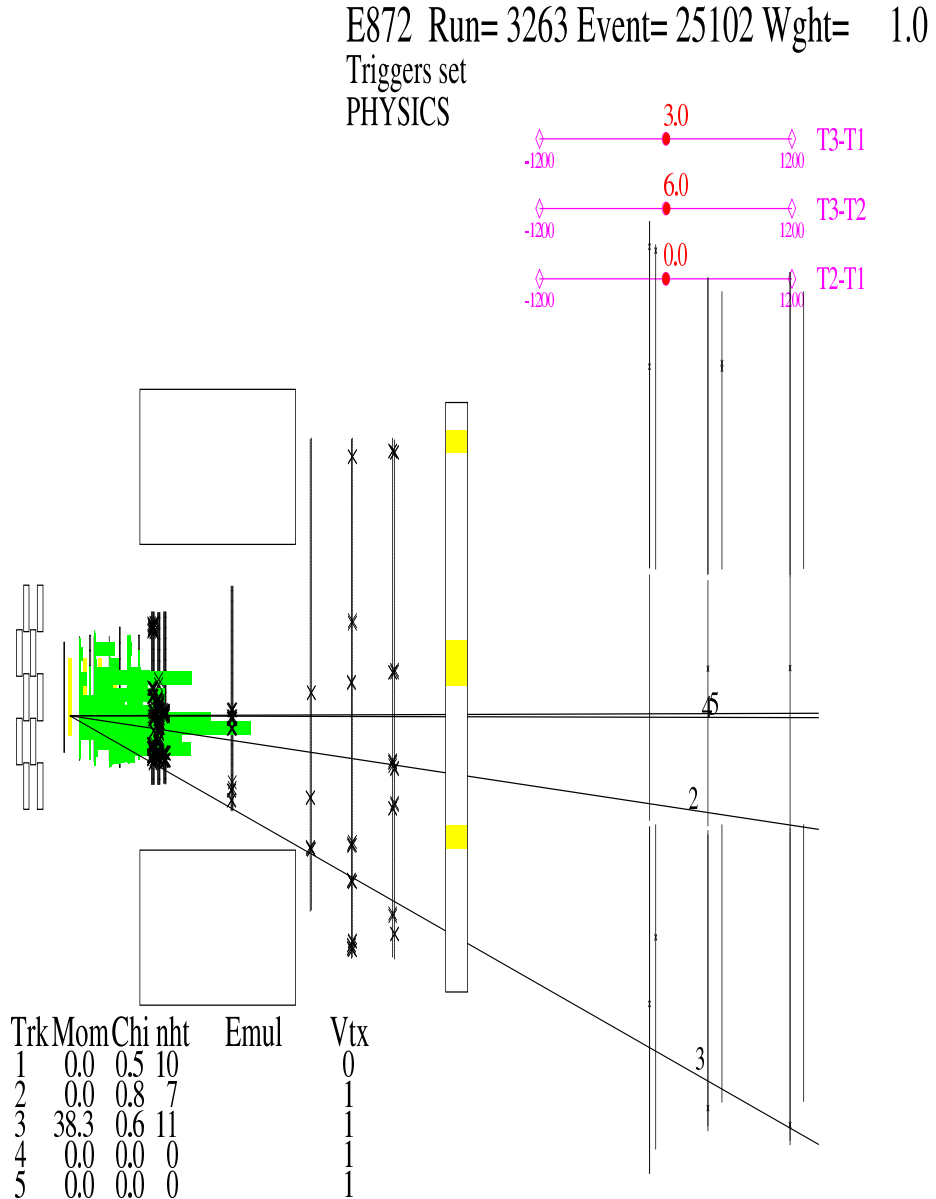 E872 Run= 3263 Event= 25102 Wght= 1.0
Triggers set
PHYSICS
3.0
-1200 1200 T3-T1
6.0
-1200 1200 T3-T2
0.0
-1200 1200 T2-T1
4 5
2
3
Trk Mom Chi nht Emul Vtx
1 0.0 0.5 10 0
2 0.0 0.8 7 1
3 38.3 0.6 11 1
4 0.0 0.0 0 1
5 0.0 0.0 0 1